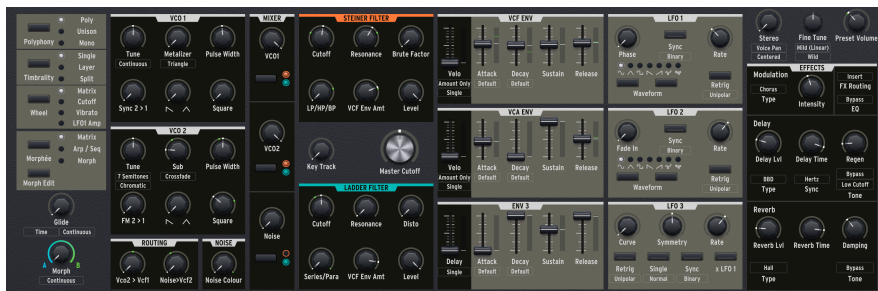 Poly
Unison
Polyphony
Mono
Single
Layer
Timbrality
Split
Matrix
Cutoff
Wheel
Vibrato
LFO1 Amp
Matrix
Arp / Seq
Morphée
Morph
Morph Edit
Glide
Time
Continuous
A
B
Morph
Continuous
VCO 1
Tune
Metalizer
Pulse Width
Continuous
Triangle
Sync 2 > 1
Square
VCO 2
Tune
Sub
Pulse Width
7 Semitones
Crossfade
Chromatic
FM 2 > 1
Square
ROUTING
NOISE
Vco2 > Vcf1
Noise>Vcf2
Noise Colour
MIXER
VCO1
VCO2
Noise
STEINER FILTER
Cutoff
Resonance
Brute Factor
LP/HP/BP
VCF Env Amt
Level
Key Track
Master Cutoff
LADDER FILTER
Cutoff
Resonance
Disto
Series/Para
VCF Env Amt
Level
VCF ENV
Velo
Attack
Decay
Sustain
Release
Amount Only
Default
Default
Single
VCA ENV
Velo
Attack
Decay
Sustain
Release
Amount Only
Default
Default
Single
ENV 3
Delay
Attack
Decay
Sustain
Release
Single
Default
Default
LFO 1
Phase
Sync
Rate
Binary
Waveform
Retrig
Unipolar
LFO 2
Fade In
Sync
Rate
Binary
Waveform
Retrig
Unipolar
LFO 3
Curve
Symmetry
Rate
Retrig
Single
Sync
x LFO 1
Unipolar
Normal
Binary
Stereo
Fine Tune
Preset Volume
Voice Pan
Mild (Linear)
Centered
Wild
EFFECTS
Modulation
Insert
FX Routing
Chorus
Intensity
Bypass
Type
EQ
Delay
Delay Lvl
Delay Time
Regen
BBD
Hertz
Bypass
Type
Sync
Low Cutoff
Tone
Reverb
Reverb Lvl
Reverb Time
Damping
Hall
Bypass
Type
Tone